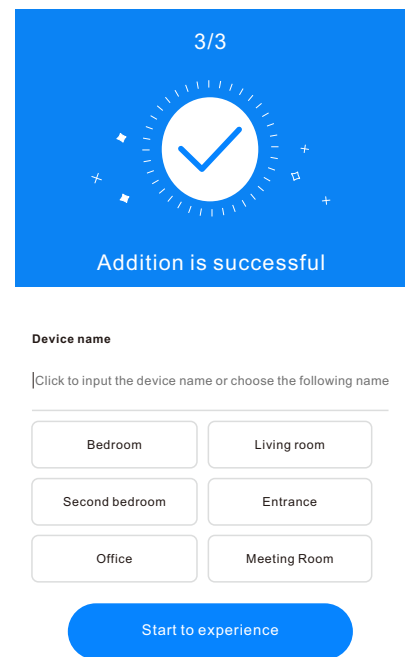 3/3
Addition is successful
Device name
Click to input the device name or choose the following name
Bedroom
Living room
Second bedroom
Entrance
Office
Meeting Room
Start to experience